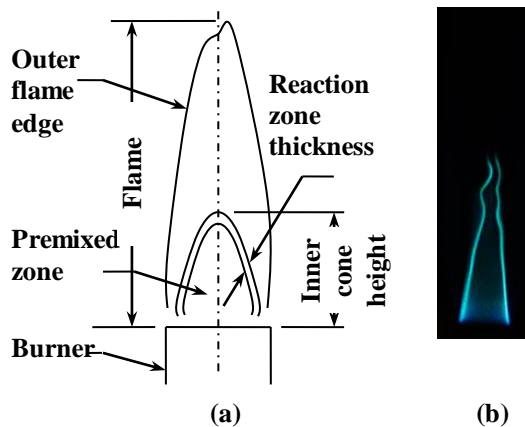 Outer
flame
edge
Reaction
zone
thickness
Flame
Premixed
zone
Inner
cone
height
Burner
(a)
(b)